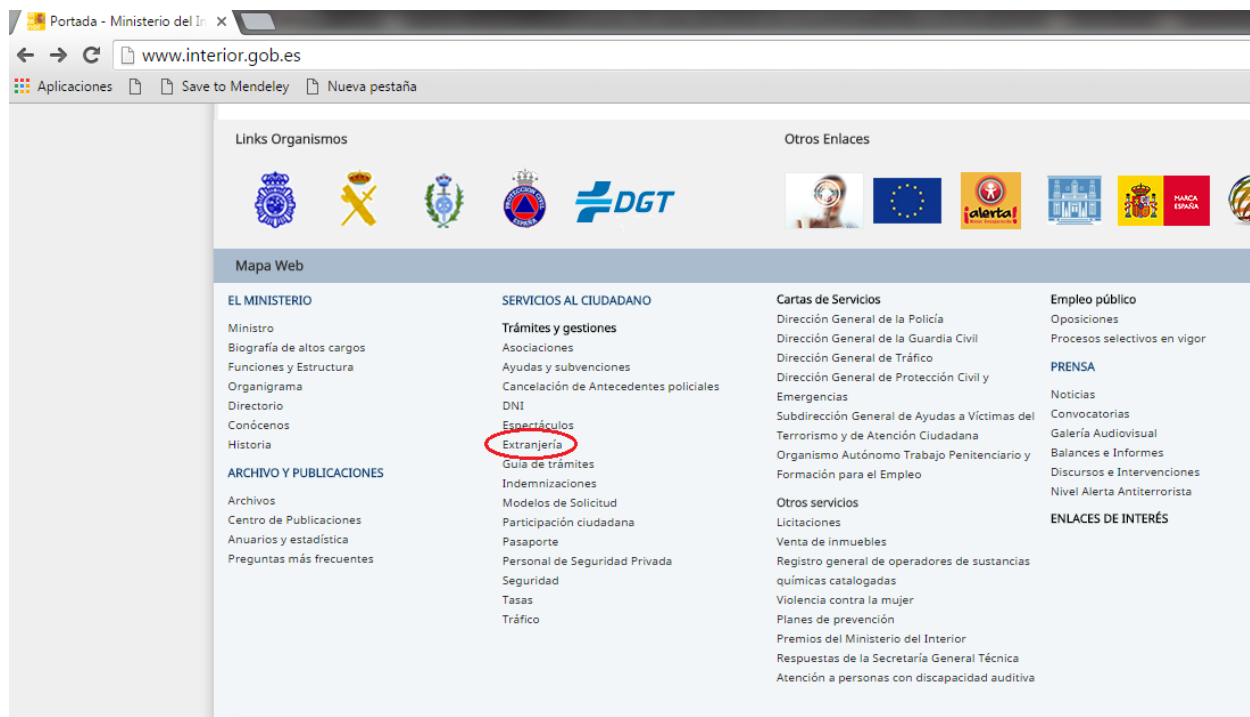 Portada - Ministerio del In
www.interior.gob.es
Aplicaciones
Save to Mendeley
Nueva pestaña
Links Organismos
Otros Enlaces
DGT
¡alerta!
MARCA ESPAÑA
Mapa Web
EL MINISTERIO
Ministro
Biografía de altos cargos
Funciones y Estructura
Organigrama
Directorio
Conócenos
Historia
ARCHIVO Y PUBLICACIONES
Archivos
Centro de Publicaciones
Anuarios y estadística
Preguntas más frecuentes
SERVICIOS AL CIUDADANO
Trámites y gestiones
Asociaciones
Ayudas y subvenciones
Cancelación de Antecedentes policiales
DNI
Espectáculos
Extranjería
Guía de trámites
Indemnizaciones
Modelos de Solicitud
Participación ciudadana
Pasaporte
Personal de Seguridad Privada
Seguridad
Tasas
Tráfico
Cartas de Servicios
Dirección General de la Policía
Dirección General de la Guardia Civil
Dirección General de Tráfico
Dirección General de Protección Civil y
Emergencias
Subdirección General de Ayudas a Víctimas del
Terrorismo y de Atención Ciudadana
Organismo Autónomo Trabajo Penitenciario y
Formación para el Empleo
Otros servicios
Licitaciones
Venta de inmuebles
Registro general de operadores de sustancias
químicas catalogadas
Violencia contra la mujer
Planes de prevención
Premios del Ministerio del Interior
Respuestas de la Secretaría General Técnica
Atención a personas con discapacidad auditiva
Empleo público
Oposiciones
Procesos selectivos en vigor
PRENSA
Noticias
Convocatorias
Galería Audiovisual
Balances e Informes
Discursos e Intervenciones
Nivel Alerta Antiterrorista
ENLACES DE INTERÉS